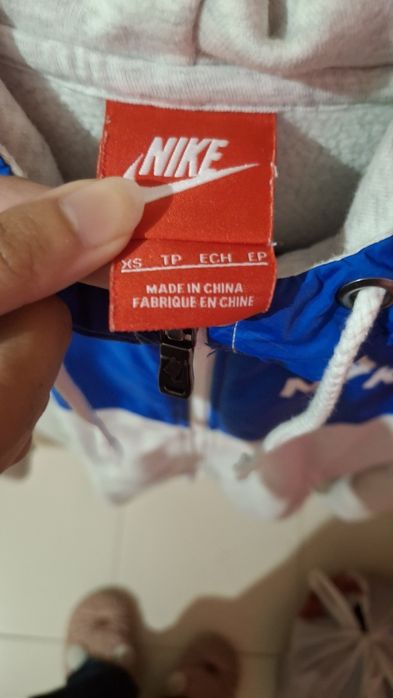 NIKE
XS TP ECH EP
MADE IN CHINA
FABRIQUE EN CHINE